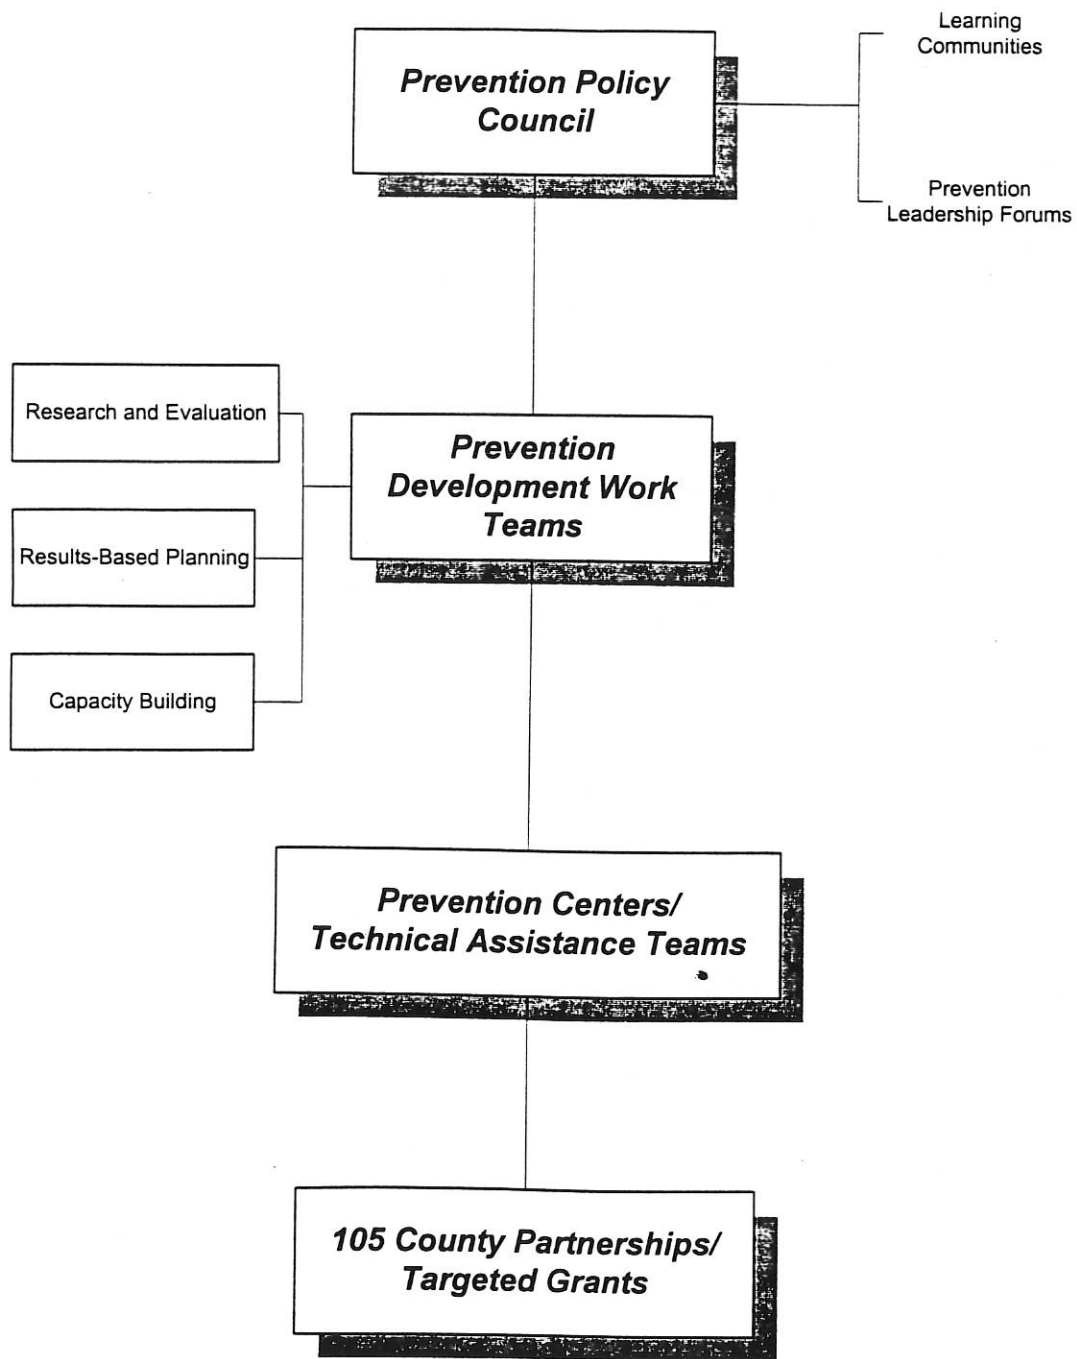 Learning
Communities
Prevention Policy
Council
Prevention
Leadership Forums
Research and Evaluation
Prevention
Development Work
Teams
Results-Based Planning
Capacity Building
Prevention Centers/
Technical Assistance Teams
105 County Partnerships/
Targeted Grants